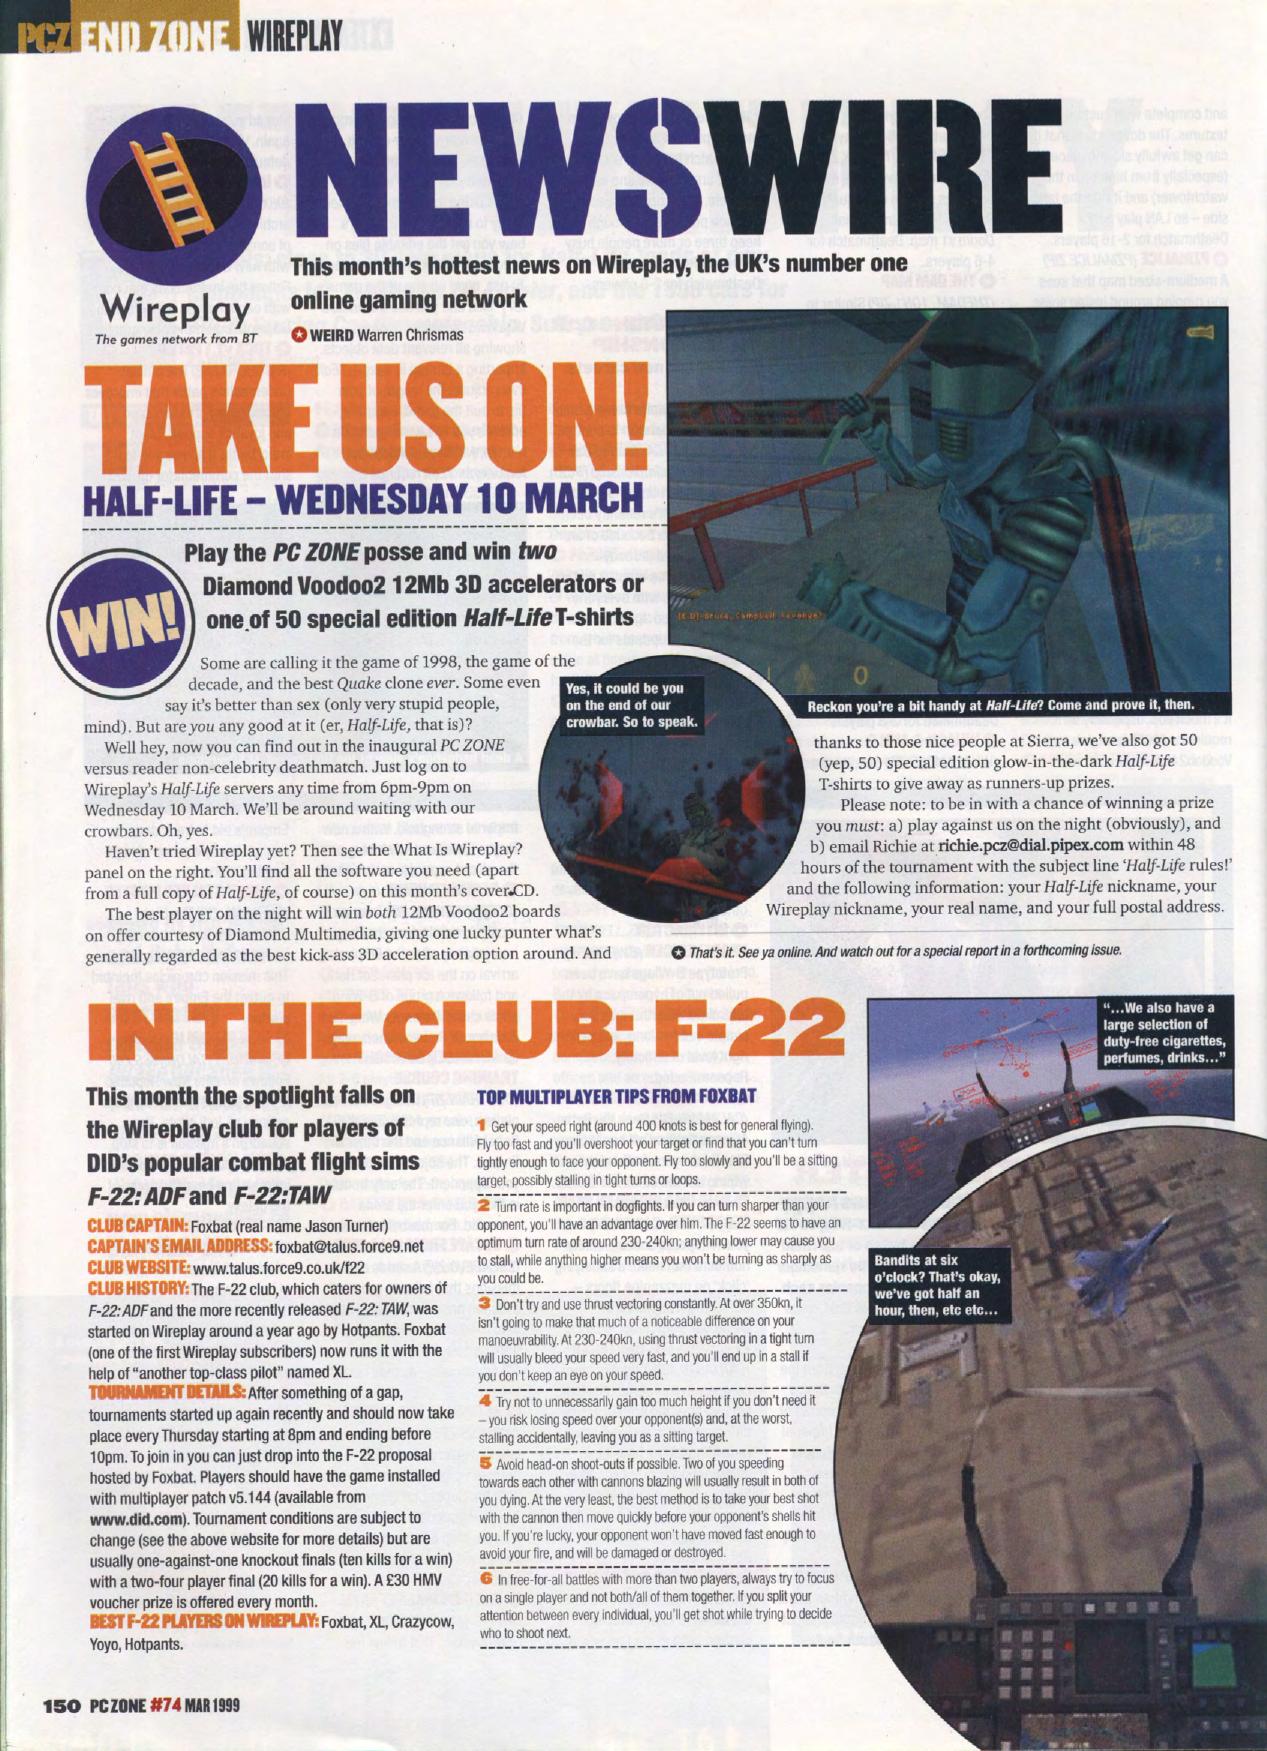 PCZ END ZONE WIREPLAY
NEWSWIRE
Wireplay
The games network from BT
This month's hottest news on Wireplay, the UK's number one
online gaming network
WEIRD Warren Chrismas
TAKE US ON!
HALF-LIFE – WEDNESDAY 10 MARCH
WIN!
Play the PC ZONE posse and win two
Diamond Voodoo2 12Mb 3D accelerators or
one of 50 special edition Half-Life T-shirts
Some are calling it the game of 1998, the game of the
decade, and the best Quake clone ever. Some even
say it's better than sex (only very stupid people,
mind). But are you any good at it (er, Half-Life, that is)?
Well hey, now you can find out in the inaugural PC ZONE
versus reader non-celebrity deathmatch. Just log on to
Wireplay's Half-Life servers any time from 6pm-9pm on
Wednesday 10 March. We'll be around waiting with our
crowbars. Oh, yes.
Haven't tried Wireplay yet? Then see the What Is Wireplay?
panel on the right. You'll find all the software you need (apart
from a full copy of Half-Life, of course) on this month's cover CD.
The best player on the night will win both 12Mb Voodoo2 boards
on offer courtesy of Diamond Multimedia, giving one lucky punter what's
generally regarded as the best kick-ass 3D acceleration option around. And
Yes, it could be you
on the end of our
crowbar. So to speak.
Reckon you're a bit handy at Half-Life? Come and prove it, then.
thanks to those nice people at Sierra, we've also got 50
(yep, 50) special edition glow-in-the-dark Half-Life
T-shirts to give away as runners-up prizes.
Please note: to be in with a chance of winning a prize
you must: a) play against us on the night (obviously), and
b) email Richie at richie.pcz@dial.pipex.com within 48
hours of the tournament with the subject line 'Half-Life rules!'
and the following information: your Half-Life nickname, your
Wireplay nickname, your real name, and your full postal address.
That's it. See ya online. And watch out for a special report in a forthcoming issue.
IN THE CLUB: F-22
This month the spotlight falls on
the Wireplay club for players of
DID's popular combat flight sims
F-22: ADF and F-22:TAW
CLUB CAPTAIN: Foxbat (real name Jason Turner)
CAPTAIN'S EMAIL ADDRESS: foxbat@talus.force9.net
CLUB WEBSITE: www.talus.force9.co.uk/f22
CLUB HISTORY: The F-22 club, which caters for owners of
F-22: ADF and the more recently released F-22: TAW, was
started on Wireplay around a year ago by Hotpants. Foxbat
(one of the first Wireplay subscribers) now runs it with the
help of "another top-class pilot" named XL.
TOURNAMENT DETAILS: After something of a gap,
tournaments started up again recently and should now take
place every Thursday starting at 8pm and ending before
10pm. To join in you can just drop into the F-22 proposal
hosted by Foxbat. Players should have the game installed
with multiplayer patch v5.144 (available from
www.did.com). Tournament conditions are subject to
change (see the above website for more details) but are
usually one-against-one knockout finals (ten kills for a win)
with a two-four player final (20 kills for a win). A £30 HMV
voucher prize is offered every month.
BEST F-22 PLAYERS ON WIREPLAY: Foxbat, XL, Crazycow,
Yoyo, Hotpants.
TOP MULTIPLAYER TIPS FROM FOXBAT
1 Get your speed right (around 400 knots is best for general flying).
Fly too fast and you'll overshoot your target or find that you can't turn
tightly enough to face your opponent. Fly too slowly and you'll be a sitting
target, possibly stalling in tight turns or loops.
2 Turn rate is important in dogfights. If you can turn sharper than your
opponent, you'll have an advantage over him. The F-22 seems to have an
optimum turn rate of around 230-240kn; anything lower may cause you
to stall, while anything higher means you won't be turning as sharply as
you could be.
3 Don't try and use thrust vectoring constantly. At over 350kn, it
isn't going to make that much of a noticeable difference on your
manoeuvrability. At 230-240kn, using thrust vectoring in a tight turn
will usually bleed your speed very fast, and you'll end up in a stall if
you don't keep an eye on your speed.
4 Try not to unnecessarily gain too much height if you don't need it
– you risk losing speed over your opponent(s) and, at the worst,
stalling accidentally, leaving you as a sitting target.
5 Avoid head-on shoot-outs if possible. Two of you speeding
towards each other with cannons blazing will usually result in both of
you dying. At the very least, the best method is to take your best shot
with the cannon then move quickly before your opponent's shells hit
you. If you're lucky, your opponent won't have moved fast enough to
avoid your fire, and will be damaged or destroyed.
6 In free-for-all battles with more than two players, always try to focus
on a single player and not both/all of them together. If you split your
attention between every individual, you'll get shot while trying to decide
who to shoot next.
"...We also have a
large selection of
duty-free cigarettes,
perfumes, drinks..."
Bandits at six
o'clock? That's okay,
we've got half an
hour, then, etc etc...
150 PC ZONE #74 MAR 1999